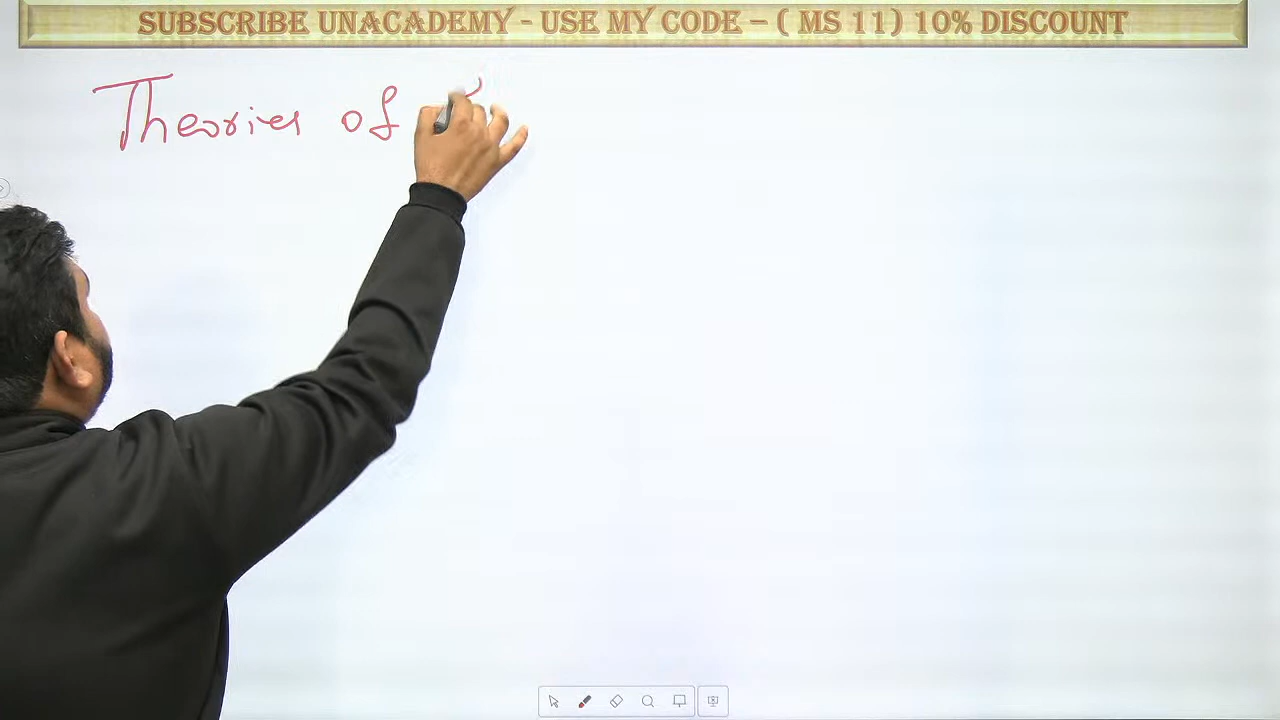 SUBSCRIBE UNACADEMY - USE MY CODE – ( MS 11) 10% DISCOUNT
Theories of